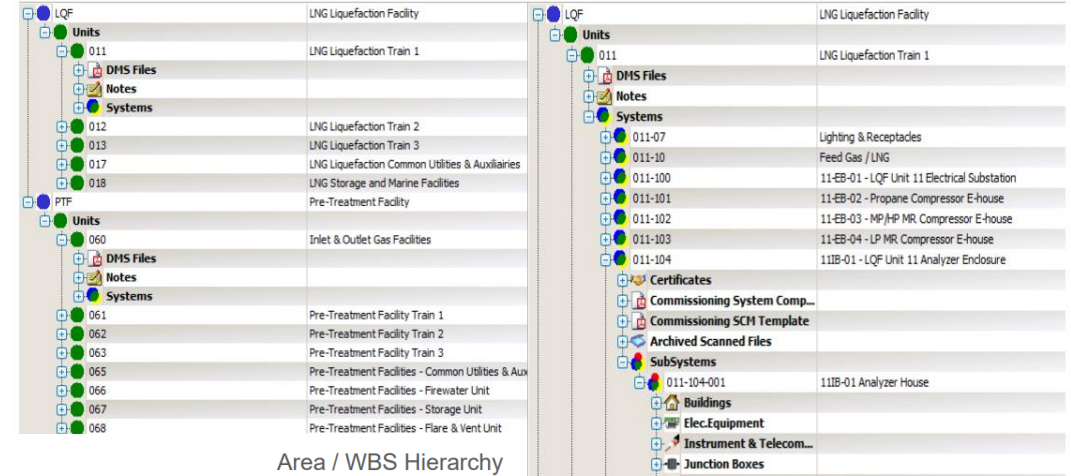 LQF LNG Liquefaction Facility
Units
011 LNG Liquefaction Train 1
DMS Files
Notes
Systems
012 LNG Liquefaction Train 2
013 LNG Liquefaction Train 3
017 LNG Liquefaction Common Utilities & Auxiliairies
018 LNG Storage and Marine Facilities
PTF Pre-Treatment Facility
Units
060 Inlet & Outlet Gas Facilities
DMS Files
Notes
Systems
061 Pre-Treatment Facility Train 1
062 Pre-Treatment Facility Train 2
063 Pre-Treatment Facility Train 3
065 Pre-Treatment Facilities - Common Utilities & Aux
066 Pre-Treatment Facilities - Firewater Unit
067 Pre-Treatment Facilities - Storage Unit
068 Pre-Treatment Facilities - Flare & Vent Unit
Area / WBS Hierarchy
LQF LNG Liquefaction Facility
Units
011 LNG Liquefaction Train 1
DMS Files
Notes
Systems
011-07 Lighting & Receptacles
011-10 Feed Gas / LNG
011-100 11-EB-01 - LQF Unit 11 Electrical Substation
011-101 11-EB-02 - Propane Compressor E-house
011-102 11-EB-03 - MP/HP MR Compressor E-house
011-103 11-EB-04 - LP MR Compressor E-house
011-104 11IB-01 - LQF Unit 11 Analyzer Enclosure
Certificates
Commissioning System Comp...
Commissioning SCM Template
Archived Scanned Files
SubSystems
011-104-001 11IB-01 Analyzer House
Buildings
Elec.Equipment
Instrument & Telecom...
Junction Boxes